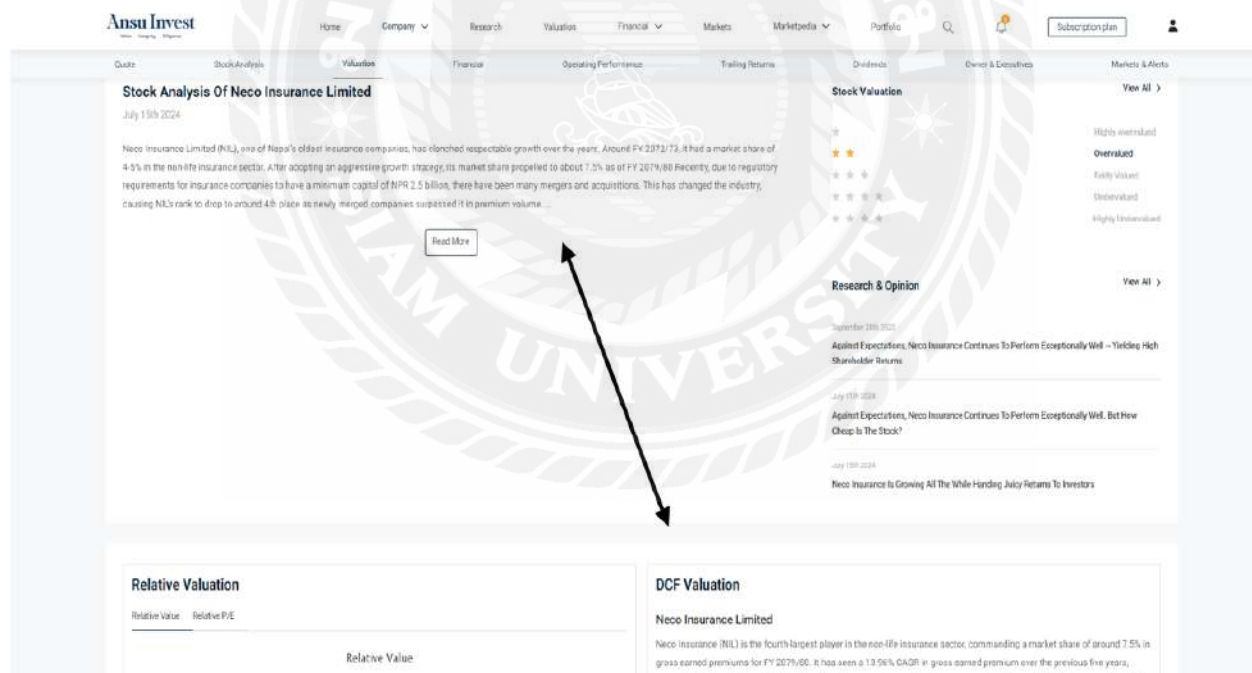 Ansu Invest
Home Company Research Valuation Financial Markets Marketpedia Portfolio Subscription plan
Quote Stock Analysis Valuation Financial Operating Performance Trailing Returns Dividends Owner & Executives Markets & Alerts
Stock Analysis Of Neco Insurance Limited
July 15th 2024
Neco Insurance Limited (NIL), one of Nepal's oldest insurance companies, has clenched respectable growth over the years. Around FY 2072/73, it had a market share of
4-5% in the non-life insurance sector. After adopting an aggressive growth strategy, its market share propelled to about 7.5% as of FY 2079/80 Recently, due to regulatory
requirements for insurance companies to have a minimum capital of NPR 2.5 billion, there have been many mergers and acquisitions. This has changed the industry,
causing NIL's rank to drop to around 4th place as newly merged companies surpassed it in premium volume....
Read More
Stock Valuation View All >
Highly overvalued
Overvalued
Fairly Valued
Undervalued
Highly Undervalued
Research & Opinion View All >
September
Against Expectations, Neco Insurance Continues To Perform Exceptionally Well – Yielding High
Shareholder Returns
July 2024
Against Expectations, Neco Insurance Continues To Perform Exceptionally Well. But How
Cheap Is The Stock?
July 15th 2024
Neco Insurance Is Growing All The While Handing Juicy Returns To Investors
SIAM UNIVERSITY
Relative Valuation
Relative Value Relative P/E
Relative Value
DCF Valuation
Neco Insurance Limited
Neco Insurance (NIL) is the fourth-largest player in the non-life insurance sector, commanding a market share of around 7.5% in
gross earned premiums for FY 2079/80. It has seen a 13.96% CAGR in gross earned premium over the previous five years,